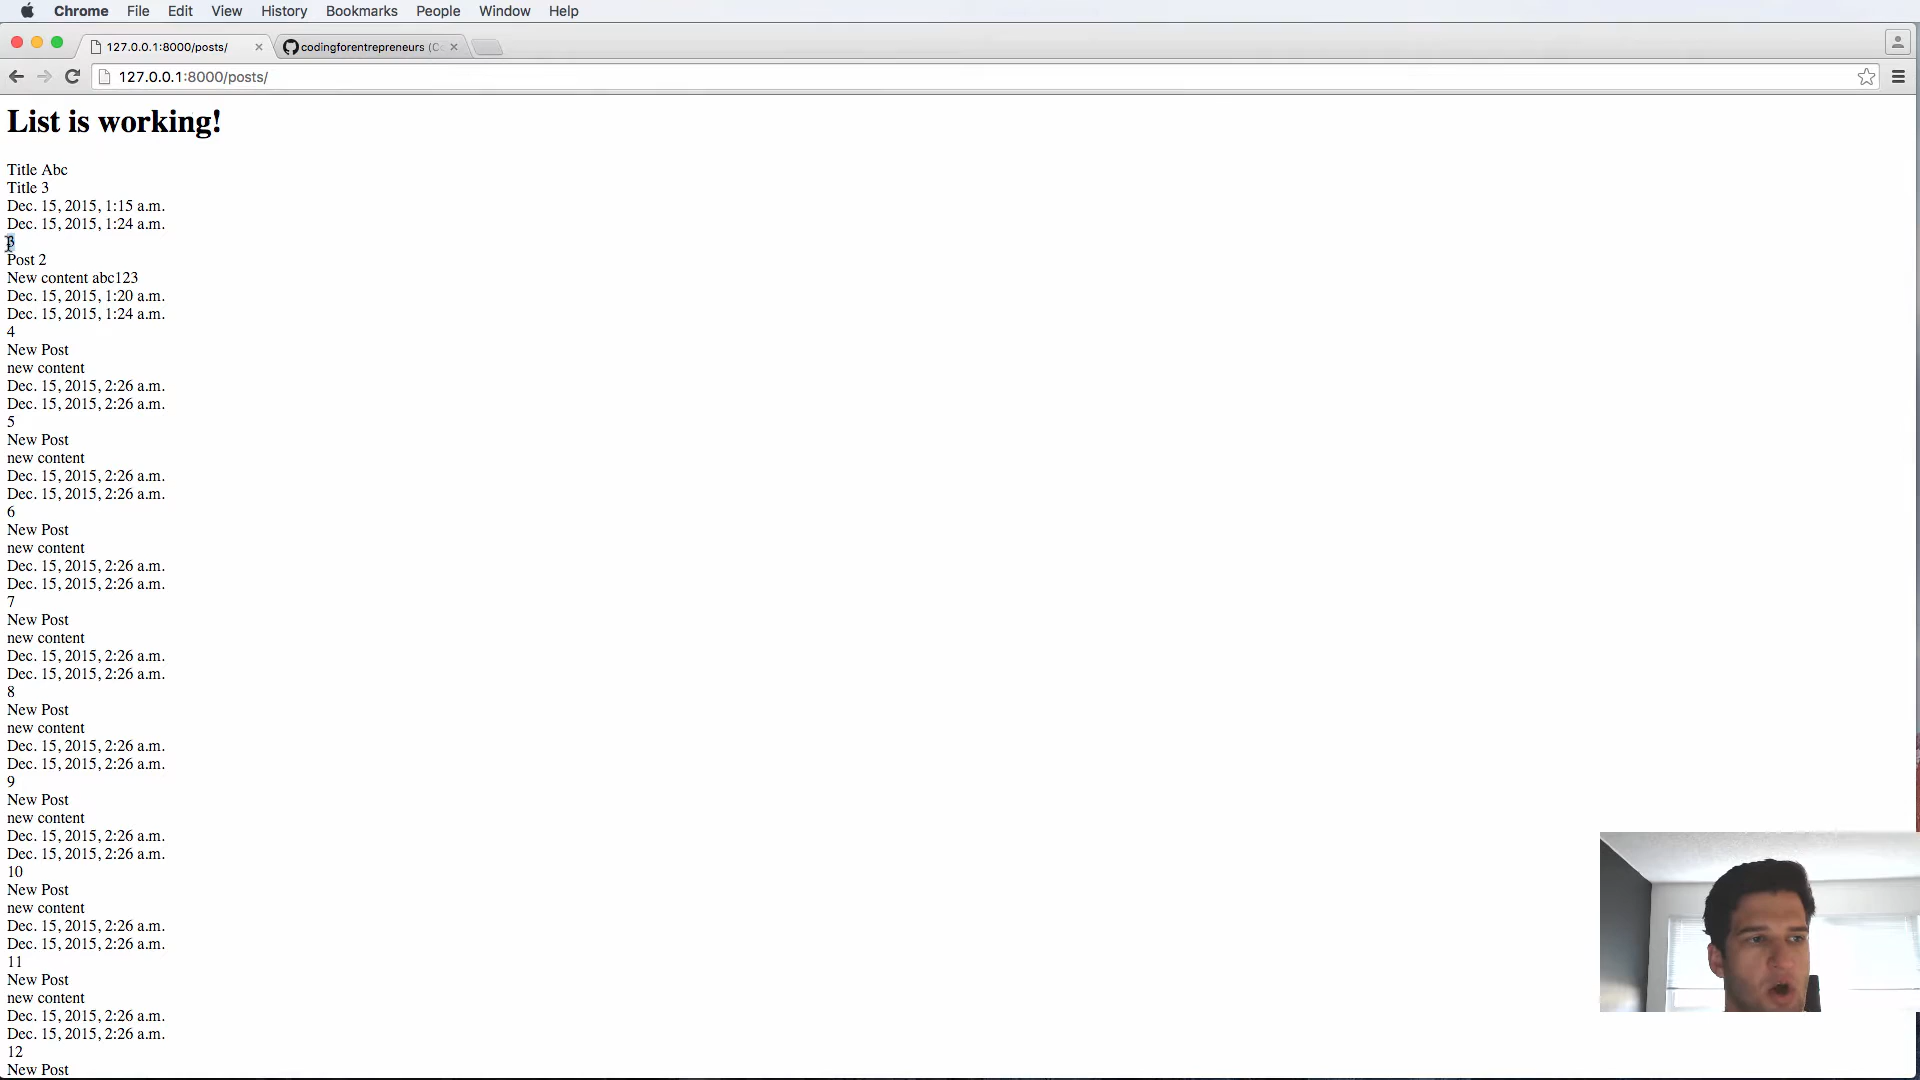 Chrome File Edit View History Bookmarks People Window Help
127.0.0.1:8000/posts/
codingforentrepreneurs (C
127.0.0.1:8000/posts/
List is working!
Title Abc
Title 3
Dec. 15, 2015, 1:15 a.m.
Dec. 15, 2015, 1:24 a.m.
3
Post 2
New content abc123
Dec. 15, 2015, 1:20 a.m.
Dec. 15, 2015, 1:24 a.m.
4
New Post
new content
Dec. 15, 2015, 2:26 a.m.
Dec. 15, 2015, 2:26 a.m.
5
New Post
new content
Dec. 15, 2015, 2:26 a.m.
Dec. 15, 2015, 2:26 a.m.
6
New Post
new content
Dec. 15, 2015, 2:26 a.m.
Dec. 15, 2015, 2:26 a.m.
7
New Post
new content
Dec. 15, 2015, 2:26 a.m.
Dec. 15, 2015, 2:26 a.m.
8
New Post
new content
Dec. 15, 2015, 2:26 a.m.
Dec. 15, 2015, 2:26 a.m.
9
New Post
new content
Dec. 15, 2015, 2:26 a.m.
Dec. 15, 2015, 2:26 a.m.
10
New Post
new content
Dec. 15, 2015, 2:26 a.m.
Dec. 15, 2015, 2:26 a.m.
11
New Post
new content
Dec. 15, 2015, 2:26 a.m.
Dec. 15, 2015, 2:26 a.m.
12
New Post